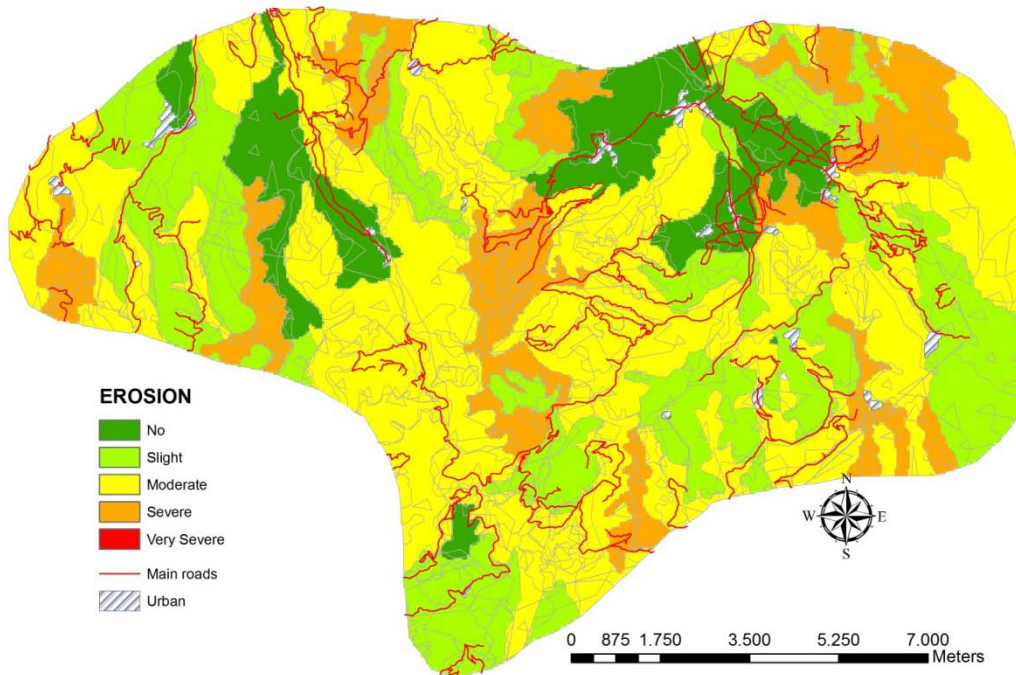 EROSION
No
Slight
Moderate
Severe
Very Severe
Main roads
Urban
N
W E
S
0 875 1.750 3.500 5.250 7.000
Meters